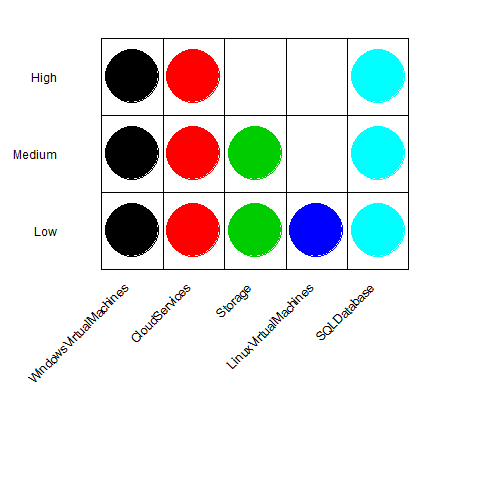 High
Medium
Low
WindowsVirtualMachines
CloudServices
Storage
LinuxVirtualMachines
SQLDatabase